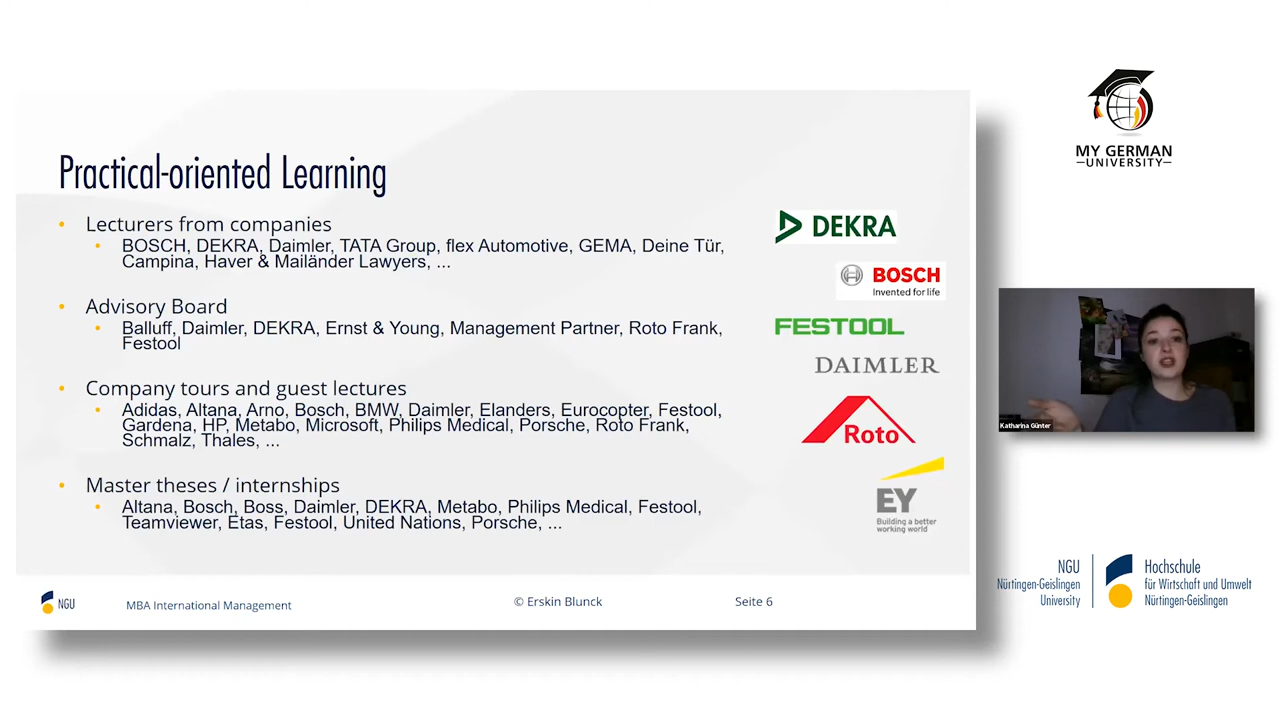 Practical-oriented Learning
• Lecturers from companies
• BOSCH, DEKRA, Daimler, TATA Group, flex Automotive, GEMA, Deine Tür,
Campina, Haver & Mailänder Lawyers, ...
• Advisory Board
• Balluff, Daimler, DEKRA, Ernst & Young, Management Partner, Roto Frank,
Festool
• Company tours and guest lectures
• Adidas, Altana, Arno, Bosch, BMW, Daimler, Elanders, Eurocopter, Festool,
Gardena, HP, Metabo, Microsoft, Philips Medical, Porsche, Roto Frank,
Schmalz, Thales, ...
• Master theses / internships
• Altana, Bosch, Boss, Daimler, DEKRA, Metabo, Philips Medical, Festool,
Teamviewer, Etas, Festool, United Nations, Porsche, ...
DEKRA
BOSCH
Invented for life
FESTOOL
DAIMLER
Roto
EY
Building a better
working world
NGU
MBA International Management
© Erskin Blunck
Seite 6
MY GERMAN
UNIVERSITY
Katharina Günter
NGU
Nürtingen-Geislingen
University
Hochschule
für Wirtschaft und Umwelt
Nürtingen-Geislingen